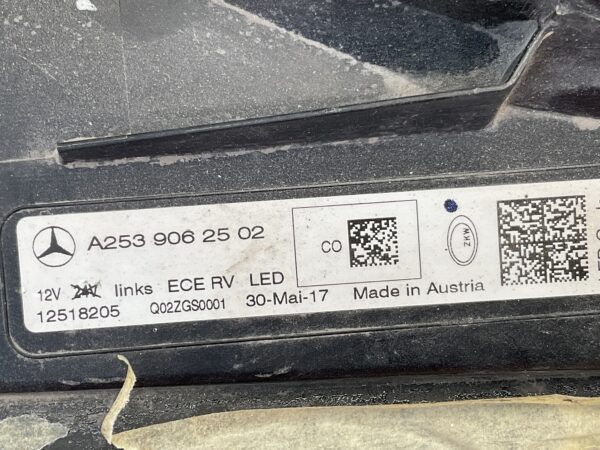 A253 906 25 02
CO
ZKW
12V 24V links ECE RV LED
12518205 Q02ZGS0001 30-Mai-17 Made in Austria